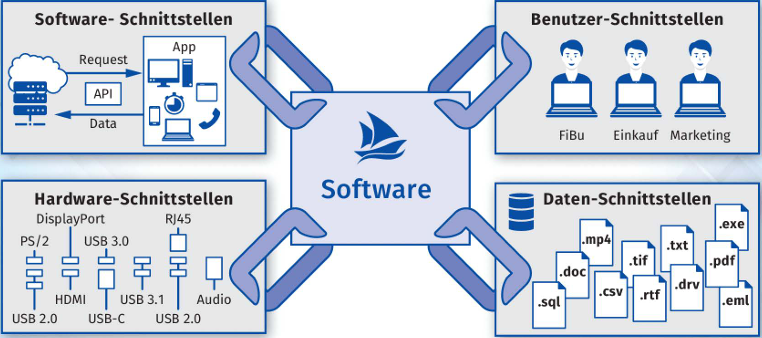 Software- Schnittstellen
Request
API
Data
App
Benutzer-Schnittstellen
FiBu
Einkauf
Marketing
Software
Hardware-Schnittstellen
DisplayPort
RJ45
PS/2
USB 3.0
HDMI
USB 3.1
Audio
USB 2.0
USB-C
USB 2.0
Daten-Schnittstellen
.exe
.mp4
.txt
.tif
.pdf
.doc
.csv
.rtf
.drv
.sql
.eml